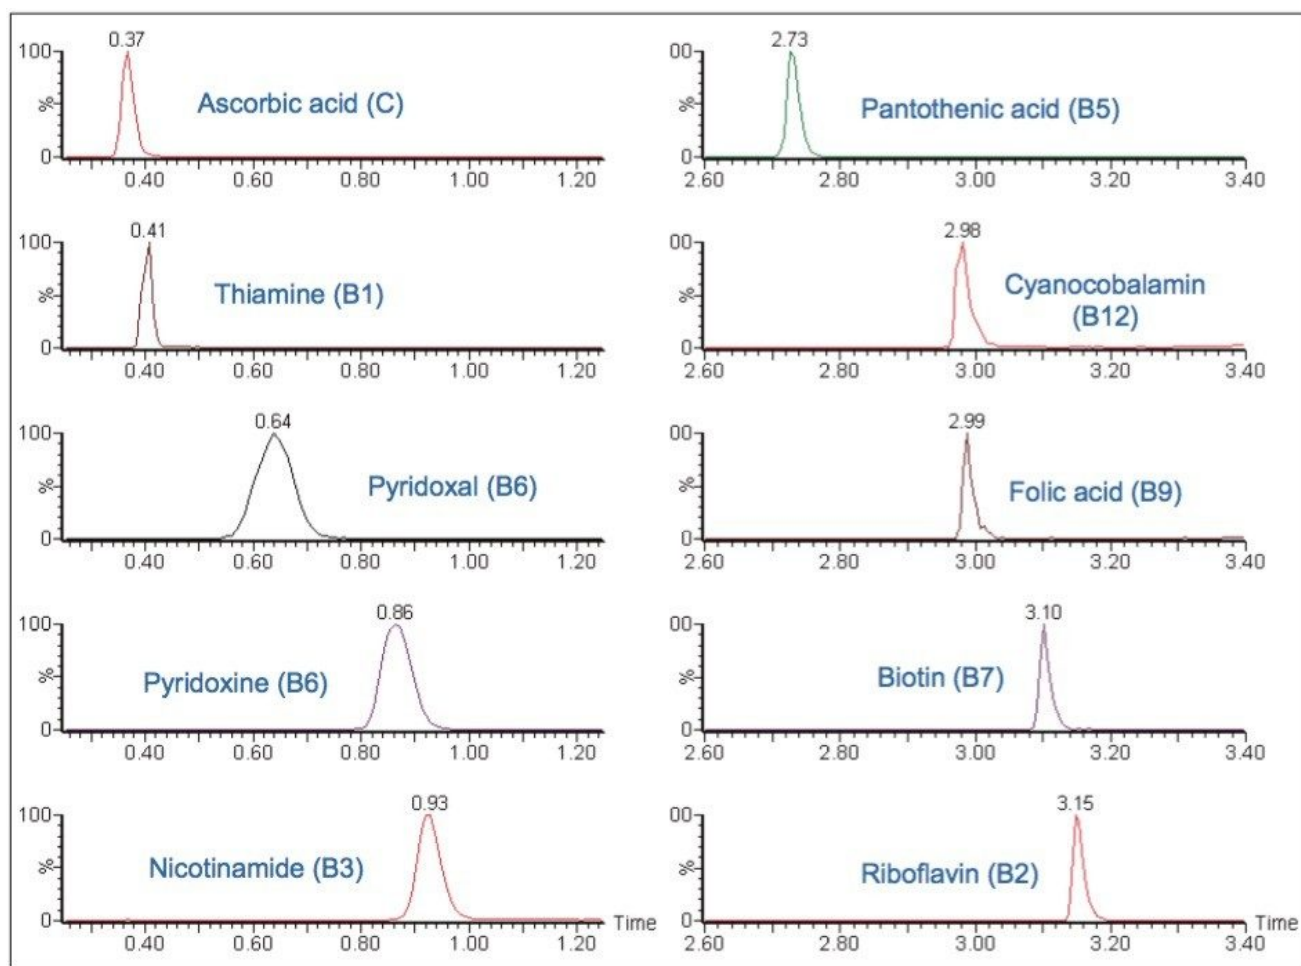 0.37
100
%
0
Ascorbic acid (C)
0.40 0.60 0.80 1.00 1.20
0.41
100
%
0
Thiamine (B1)
0.40 0.60 0.80 1.00 1.20
0.64
100
%
0
Pyridoxal (B6)
0.40 0.60 0.80 1.00 1.20
0.86
100
%
0
Pyridoxine (B6)
0.40 0.60 0.80 1.00 1.20
0.93
100
%
0
Nicotinamide (B3)
Time
0.40 0.60 0.80 1.00 1.20
2.73
00
%
0
Pantothenic acid (B5)
2.60 2.80 3.00 3.20 3.40
2.98
00
%
0
Cyanocobalamin
(B12)
2.60 2.80 3.00 3.20 3.40
2.99
00
%
0
Folic acid (B9)
2.60 2.80 3.00 3.20 3.40
3.10
00
%
0
Biotin (B7)
2.60 2.80 3.00 3.20 3.40
3.15
00
%
0
Riboflavin (B2)
Time
2.60 2.80 3.00 3.20 3.40